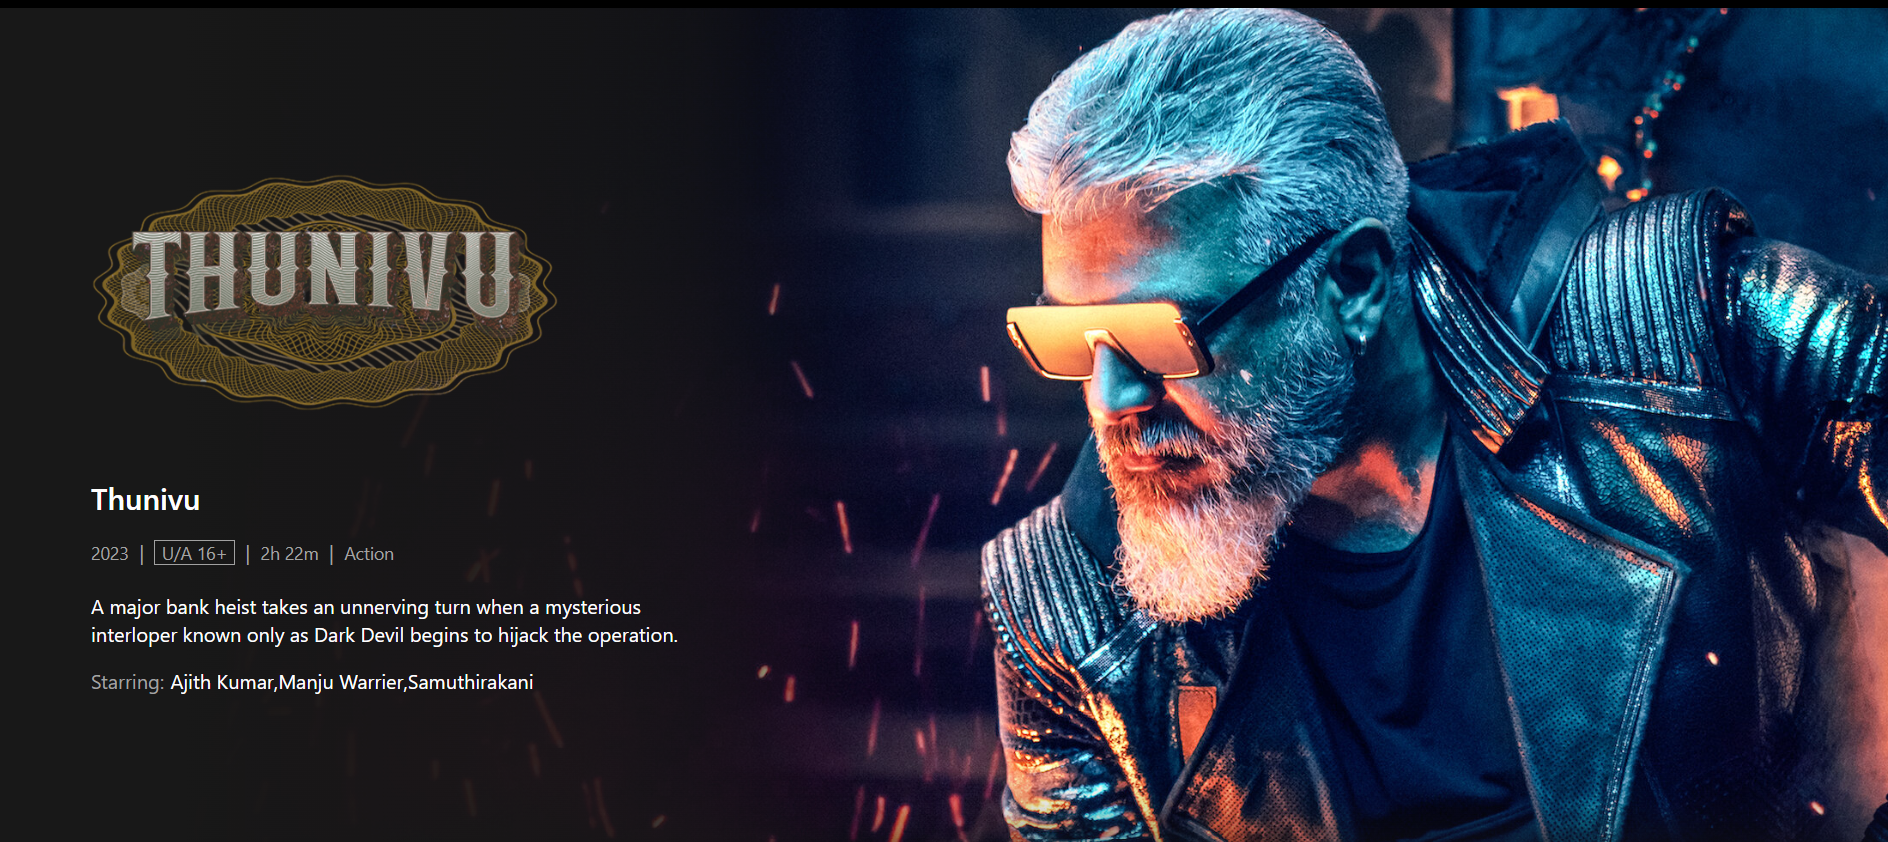 THUNIVU
Thunivu
2023 | U/A 16+ | 2h 22m | Action
A major bank heist takes an unnerving turn when a mysterious
interloper known only as Dark Devil begins to hijack the operation.
Starring: Ajith Kumar,Manju Warrier,Samuthirakani